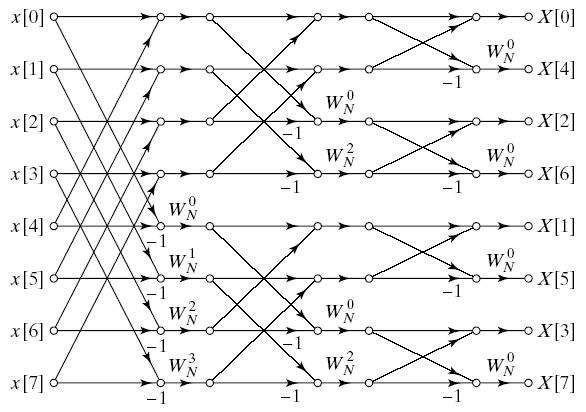 x[0] X[0]
W_N^0
x[1] -1 X[4]
W_N^0 W_N^0
x[2] -1 X[2]
W_N^2 W_N^0
x[3] -1 -1 X[6]
W_N^0
x[4] -1 X[1]
W_N^1 W_N^0
x[5] -1 -1 X[5]
W_N^2 W_N^0
x[6] -1 -1 X[3]
W_N^3 W_N^2 W_N^0
x[7] -1 -1 -1 X[7]